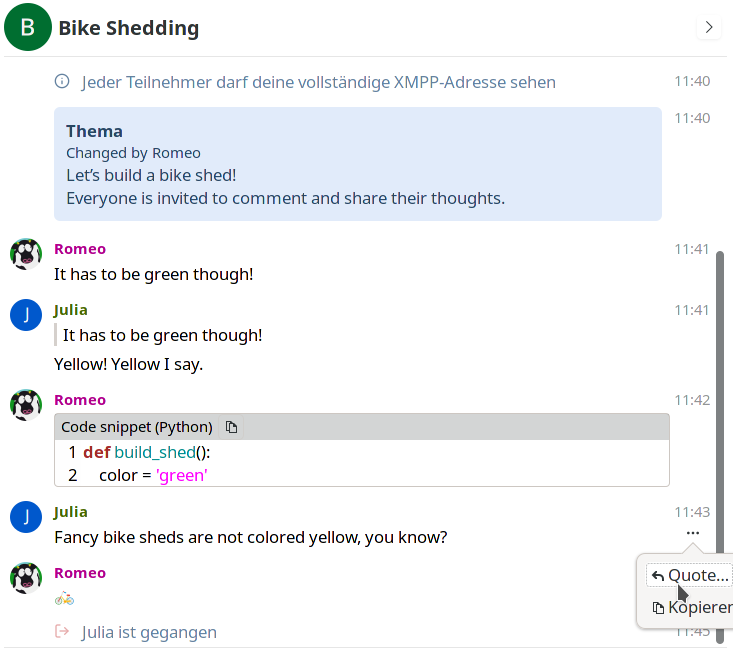 B Bike Shedding
Jeder Teilnehmer darf deine vollständige XMPP-Adresse sehen 11:40
Thema 11:40
Changed by Romeo
Let's build a bike shed!
Everyone is invited to comment and share their thoughts.
Romeo 11:41
It has to be green though!
J Julia 11:41
It has to be green though!
Yellow! Yellow I say.
Romeo 11:42
Code snippet (Python)
1 def build_shed():
2 color = 'green'
J Julia 11:43
Fancy bike sheds are not colored yellow, you know? ...
Romeo
Quote...
Kopieren
Julia ist gegangen 11:45